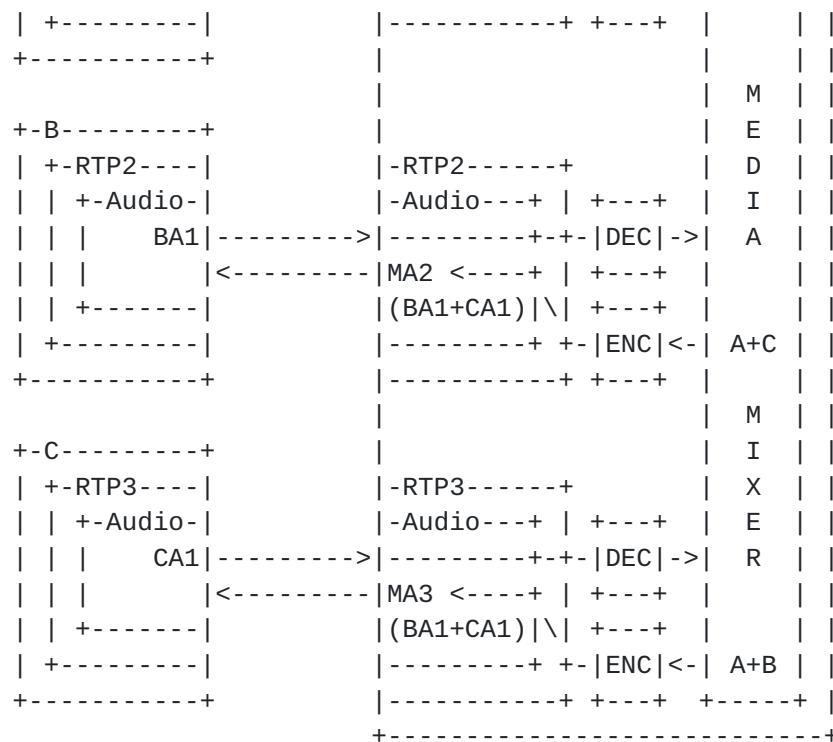 | +---------|                |-----------+ +---+  |     | |
+-----------+                |                    |     | |
                             |                    |  M  | |
+-B---------+                |                    |  E  | |
| +-RTP2----|                |-RTP2------+        |  D  | |
| | +-Audio-|                |-Audio---+ | +---+  |  I  | |
| | |    BA1|--------->|---------+-+-|DEC|->|  A  | |
| | |       |<---------|MA2 <----+ | +---+  |     | |
| | +-------|                |(BA1+CA1)|\| +---+  |     | |
| +---------|                |---------+ +-|ENC|<-| A+C | |
+-----------+                |-----------+ +---+  |     | |
                             |                    |  M  | |
+-C---------+                |                    |  I  | |
| +-RTP3----|                |-RTP3------+        |  X  | |
| | +-Audio-|                |-Audio---+ | +---+  |  E  | |
| | |    CA1|--------->|---------+-+-|DEC|->|  R  | |
| | |       |<---------|MA3 <----+ | +---+  |     | |
| | +-------|                |(BA1+CA1)|\| +---+  |     | |
| +---------|                |---------+ +-|ENC|<-| A+B | |
+-----------+                |-----------+ +---+  +-----+ |
                             +---------------------------+